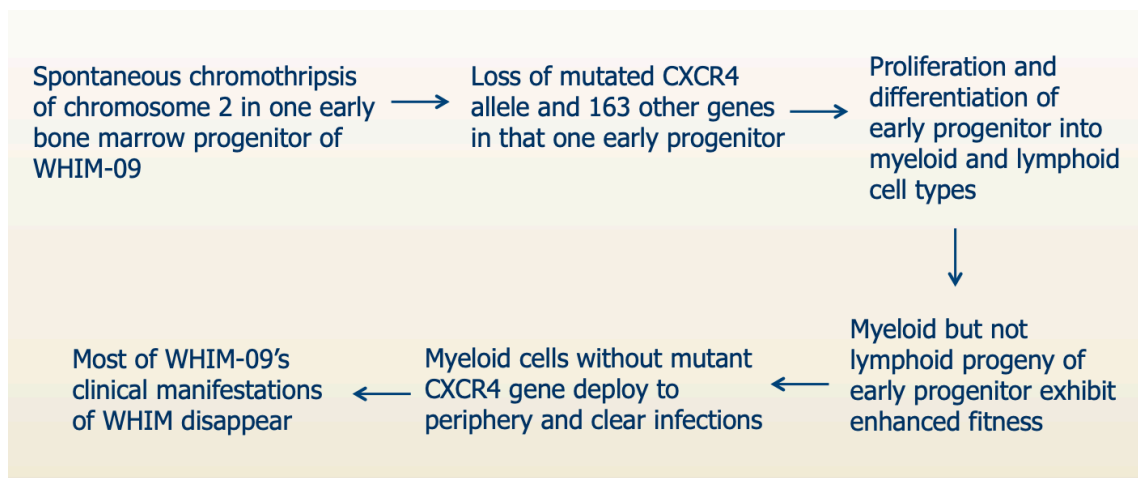 Spontaneous chromothripsis
of chromosome 2 in one early
bone marrow progenitor of
WHIM-09
Loss of mutated CXCR4
allele and 163 other genes
in that one early progenitor
Proliferation and
differentiation of
early progenitor into
myeloid and lymphoid
cell types
Myeloid but not
lymphoid progeny of
early progenitor exhibit
enhanced fitness
Myeloid cells without mutant
CXCR4 gene deploy to
periphery and clear infections
Most of WHIM-09’s
clinical manifestations
of WHIM disappear